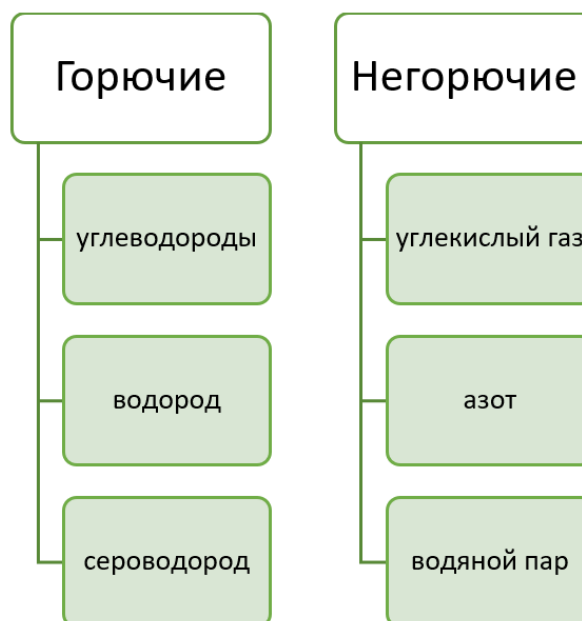 Горючие
углеводороды
водород
сероводород
Негорючие
углекислый газ
азот
водяной пар